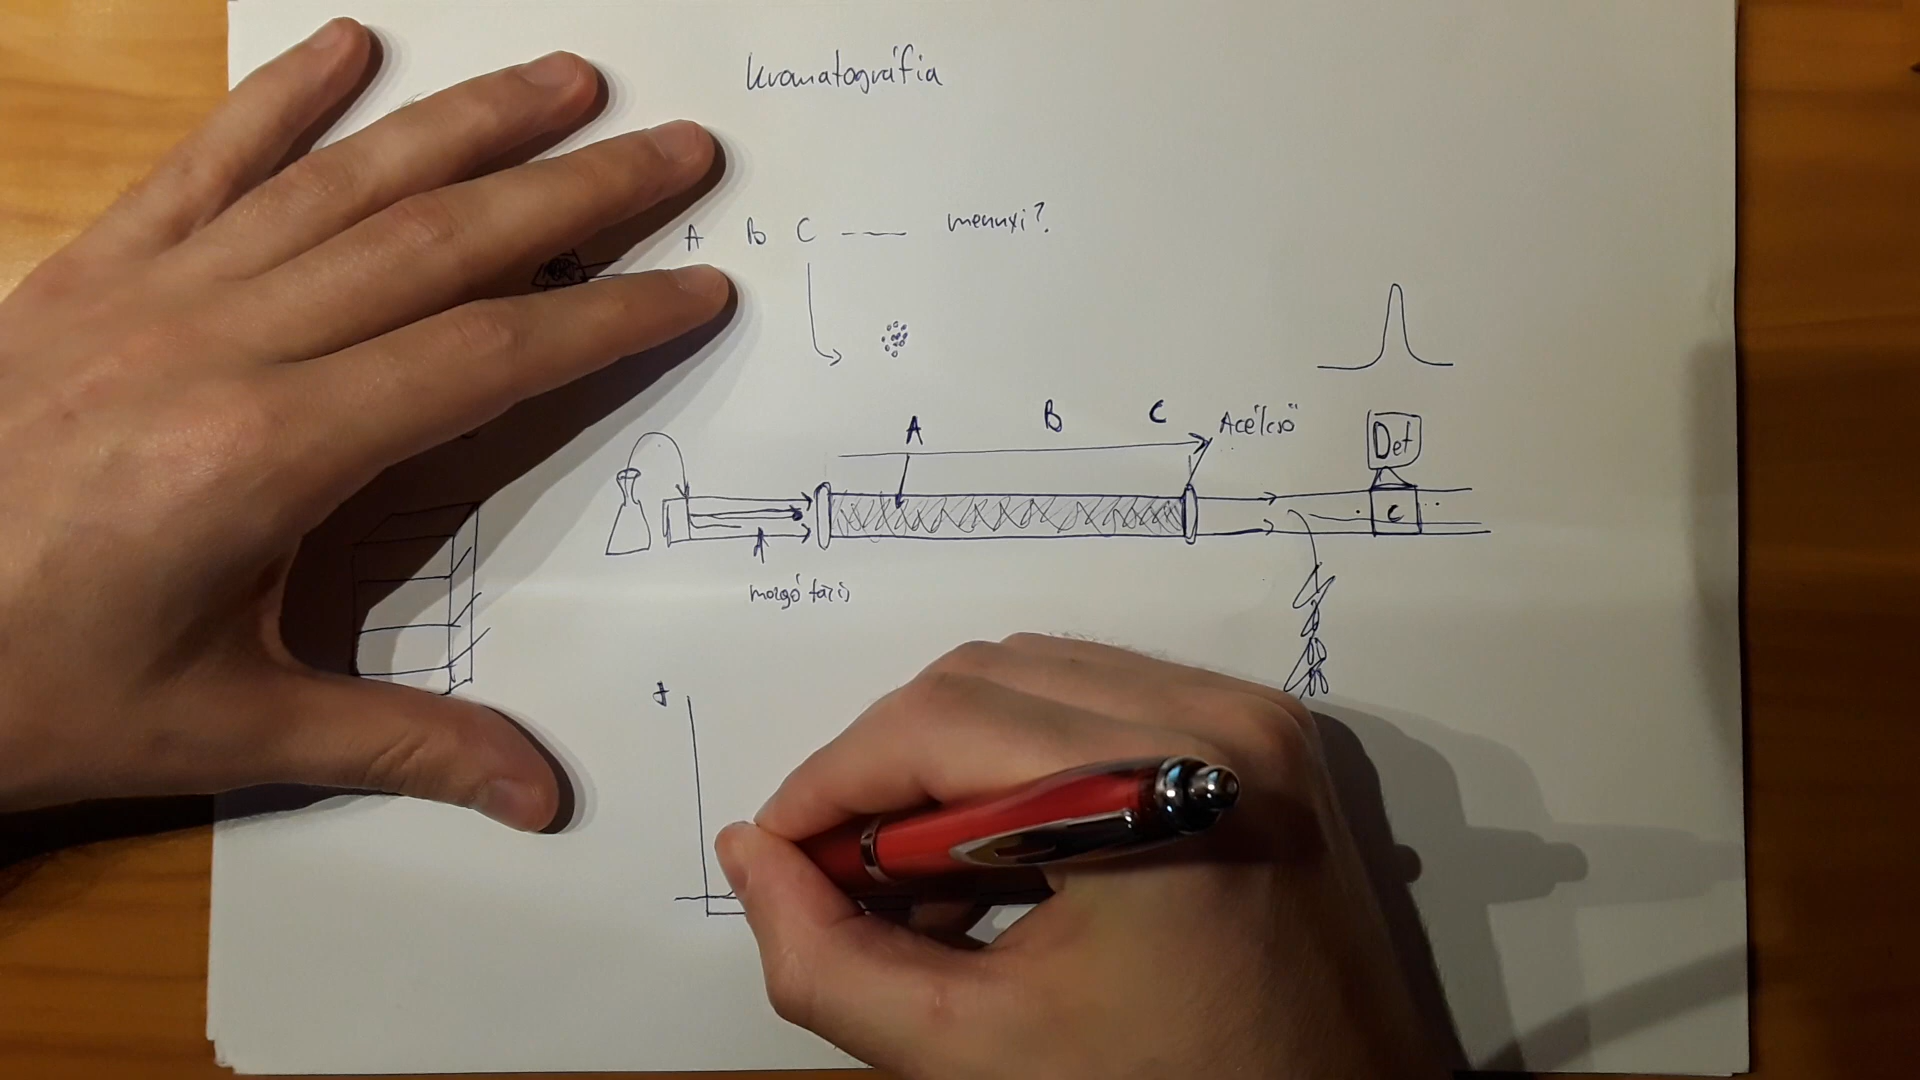 kromatográfia
A B C —— mennyi?
A B C Acélcső
Det
C
A
mozgó fázis